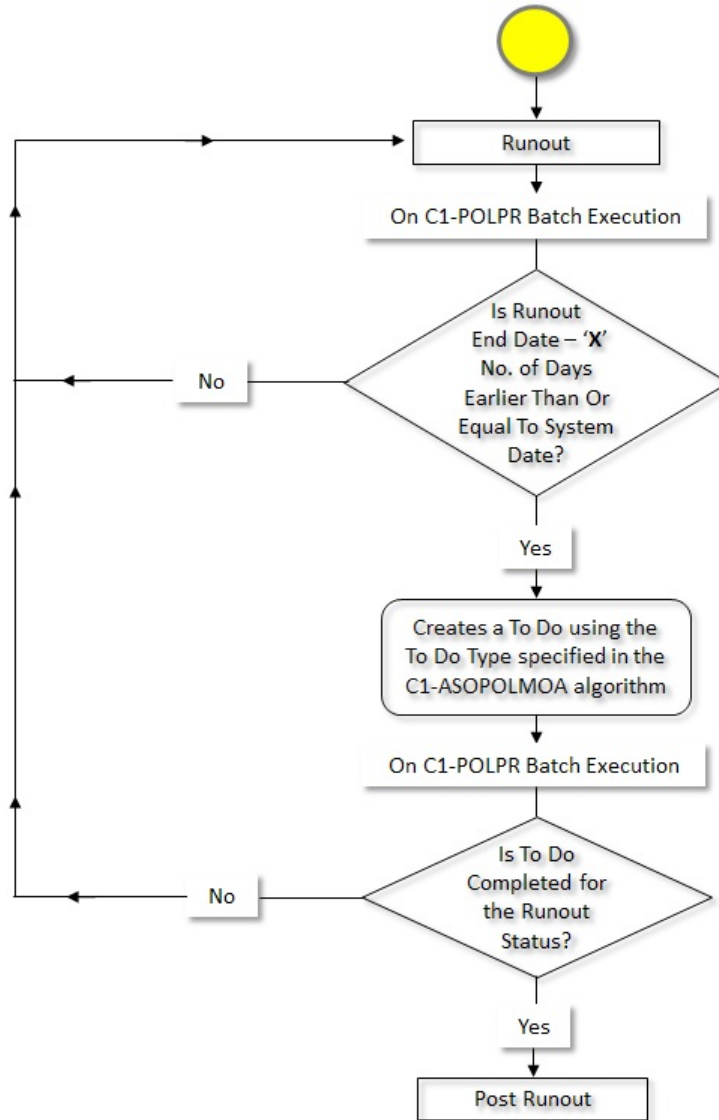 Runout
On C1-POLPR Batch Execution
Is Runout
End Date – ‘X’
No. of Days
Earlier Than Or
Equal To System
Date?
No
Yes
Creates a To Do using the
To Do Type specified in the
C1-ASOPOLMOA algorithm
On C1-POLPR Batch Execution
Is To Do
Completed for
the Runout
Status?
No
Yes
Post Runout